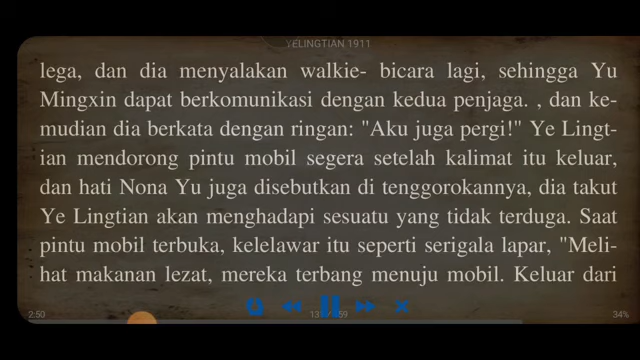 YELINGTIAN 1911
lega, dan dia menyalakan walkie- bicara lagi, sehingga Yu
Mingxin dapat berkomunikasi dengan kedua penjaga. , dan ke-
mudian dia berkata dengan ringan: "Aku juga pergi!" Ye Lingt-
ian mendorong pintu mobil segera setelah kalimat itu keluar,
dan hati Nona Yu juga disebutkan di tenggorokannya, dia takut
Ye Lingtian akan menghadapi sesuatu yang tidak terduga. Saat
pintu mobil terbuka, kelelawar itu seperti serigala lapar, "Meli-
hat makanan lezat, mereka terbang menuju mobil. Keluar dari
2:50
34%